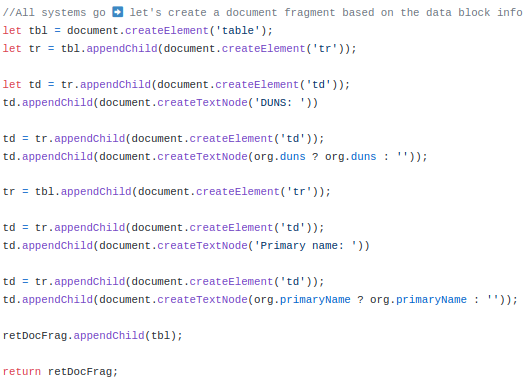 //All systems go ➡ let's create a document fragment based on the data block info
let tbl = document.createElement('table');
let tr = tbl.appendChild(document.createElement('tr'));
let td = tr.appendChild(document.createElement('td'));
td.appendChild(document.createTextNode('DUNS: '))
td = tr.appendChild(document.createElement('td'));
td.appendChild(document.createTextNode(org.duns ? org.duns : ''));
tr = tbl.appendChild(document.createElement('tr'));
td = tr.appendChild(document.createElement('td'));
td.appendChild(document.createTextNode('Primary name: '))
td = tr.appendChild(document.createElement('td'));
td.appendChild(document.createTextNode(org.primaryName ? org.primaryName : ''));
retDocFrag.appendChild(tbl);
return retDocFrag;